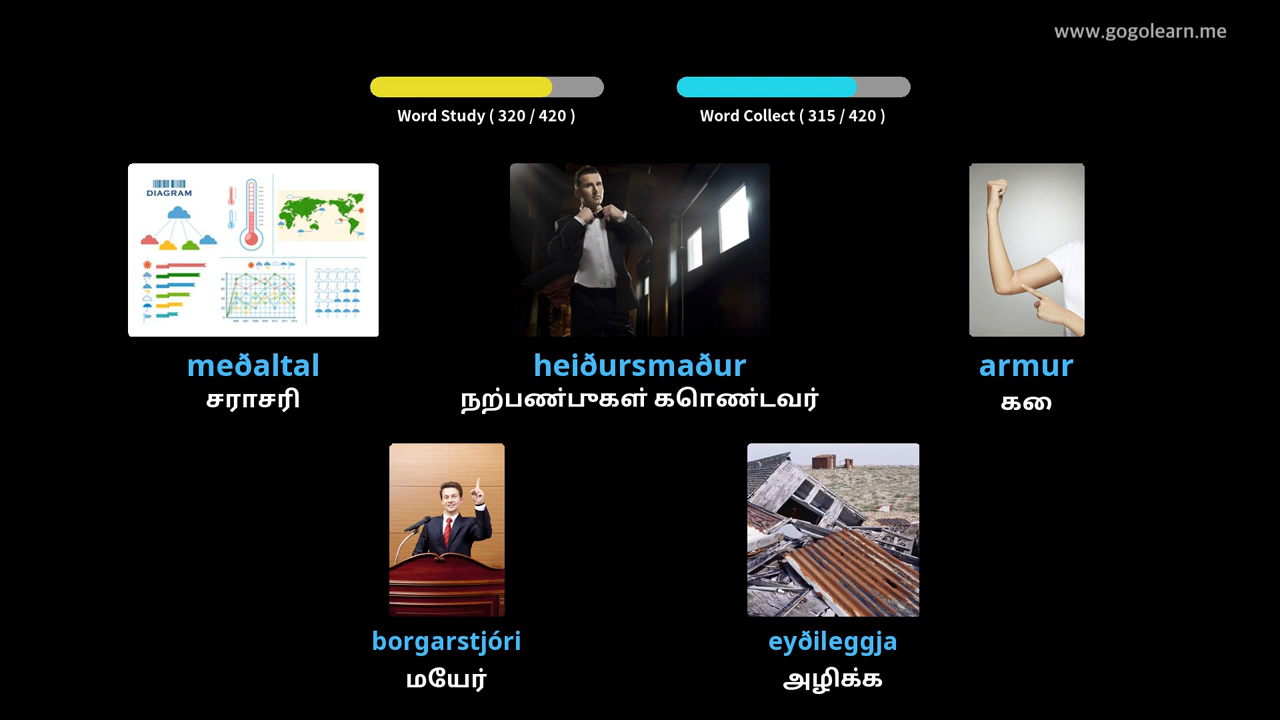 www.gogolearn.me
Word Study ( 320 / 420 )
Word Collect ( 315 / 420 )
DIAGRAM
meðaltal
சராசரி
heiðursmaður
நற்பண்புகள் கொண்டவர்
armur
கை
borgarstjóri
மேயர்
eyðileggja
அழிக்க